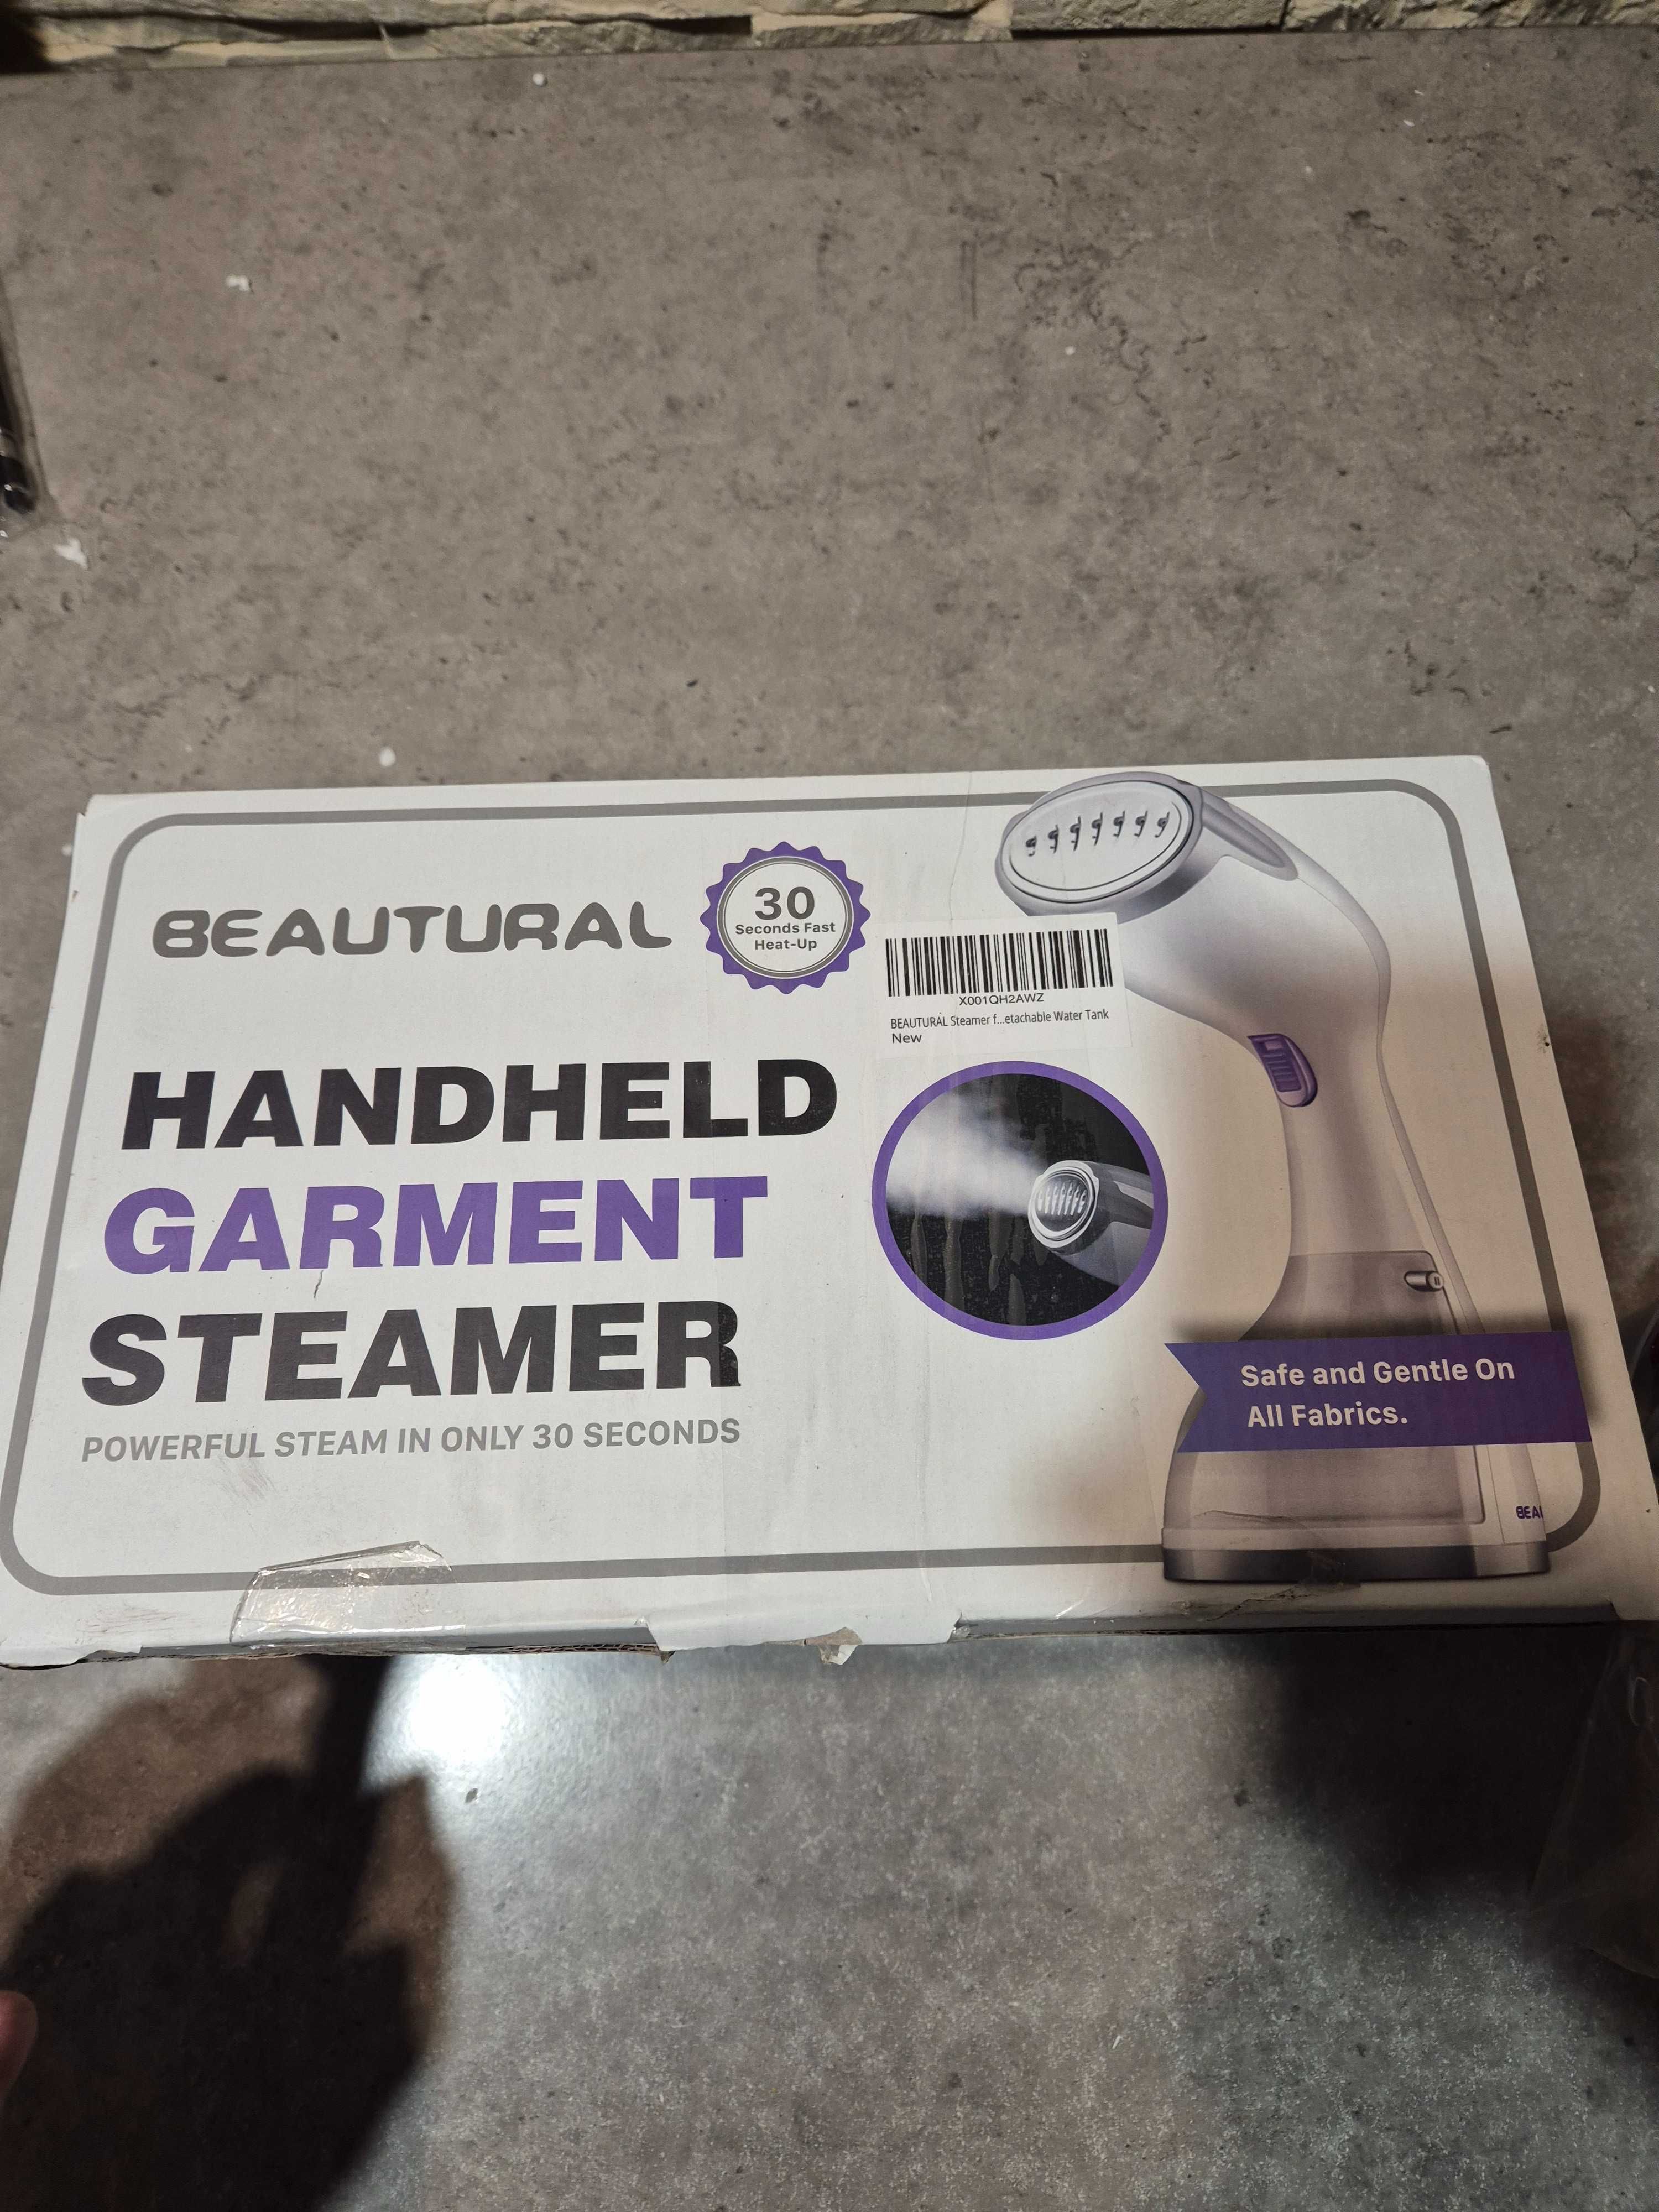 BEAUTURAL
30
Seconds Fast
Heat-Up
X001QH2AWZ
BEAUTURAL Steamer f...etachable Water Tank
New
HANDHELD
GARMENT
STEAMER
POWERFUL STEAM IN ONLY 30 SECONDS
Safe and Gentle On
All Fabrics.
BEAU